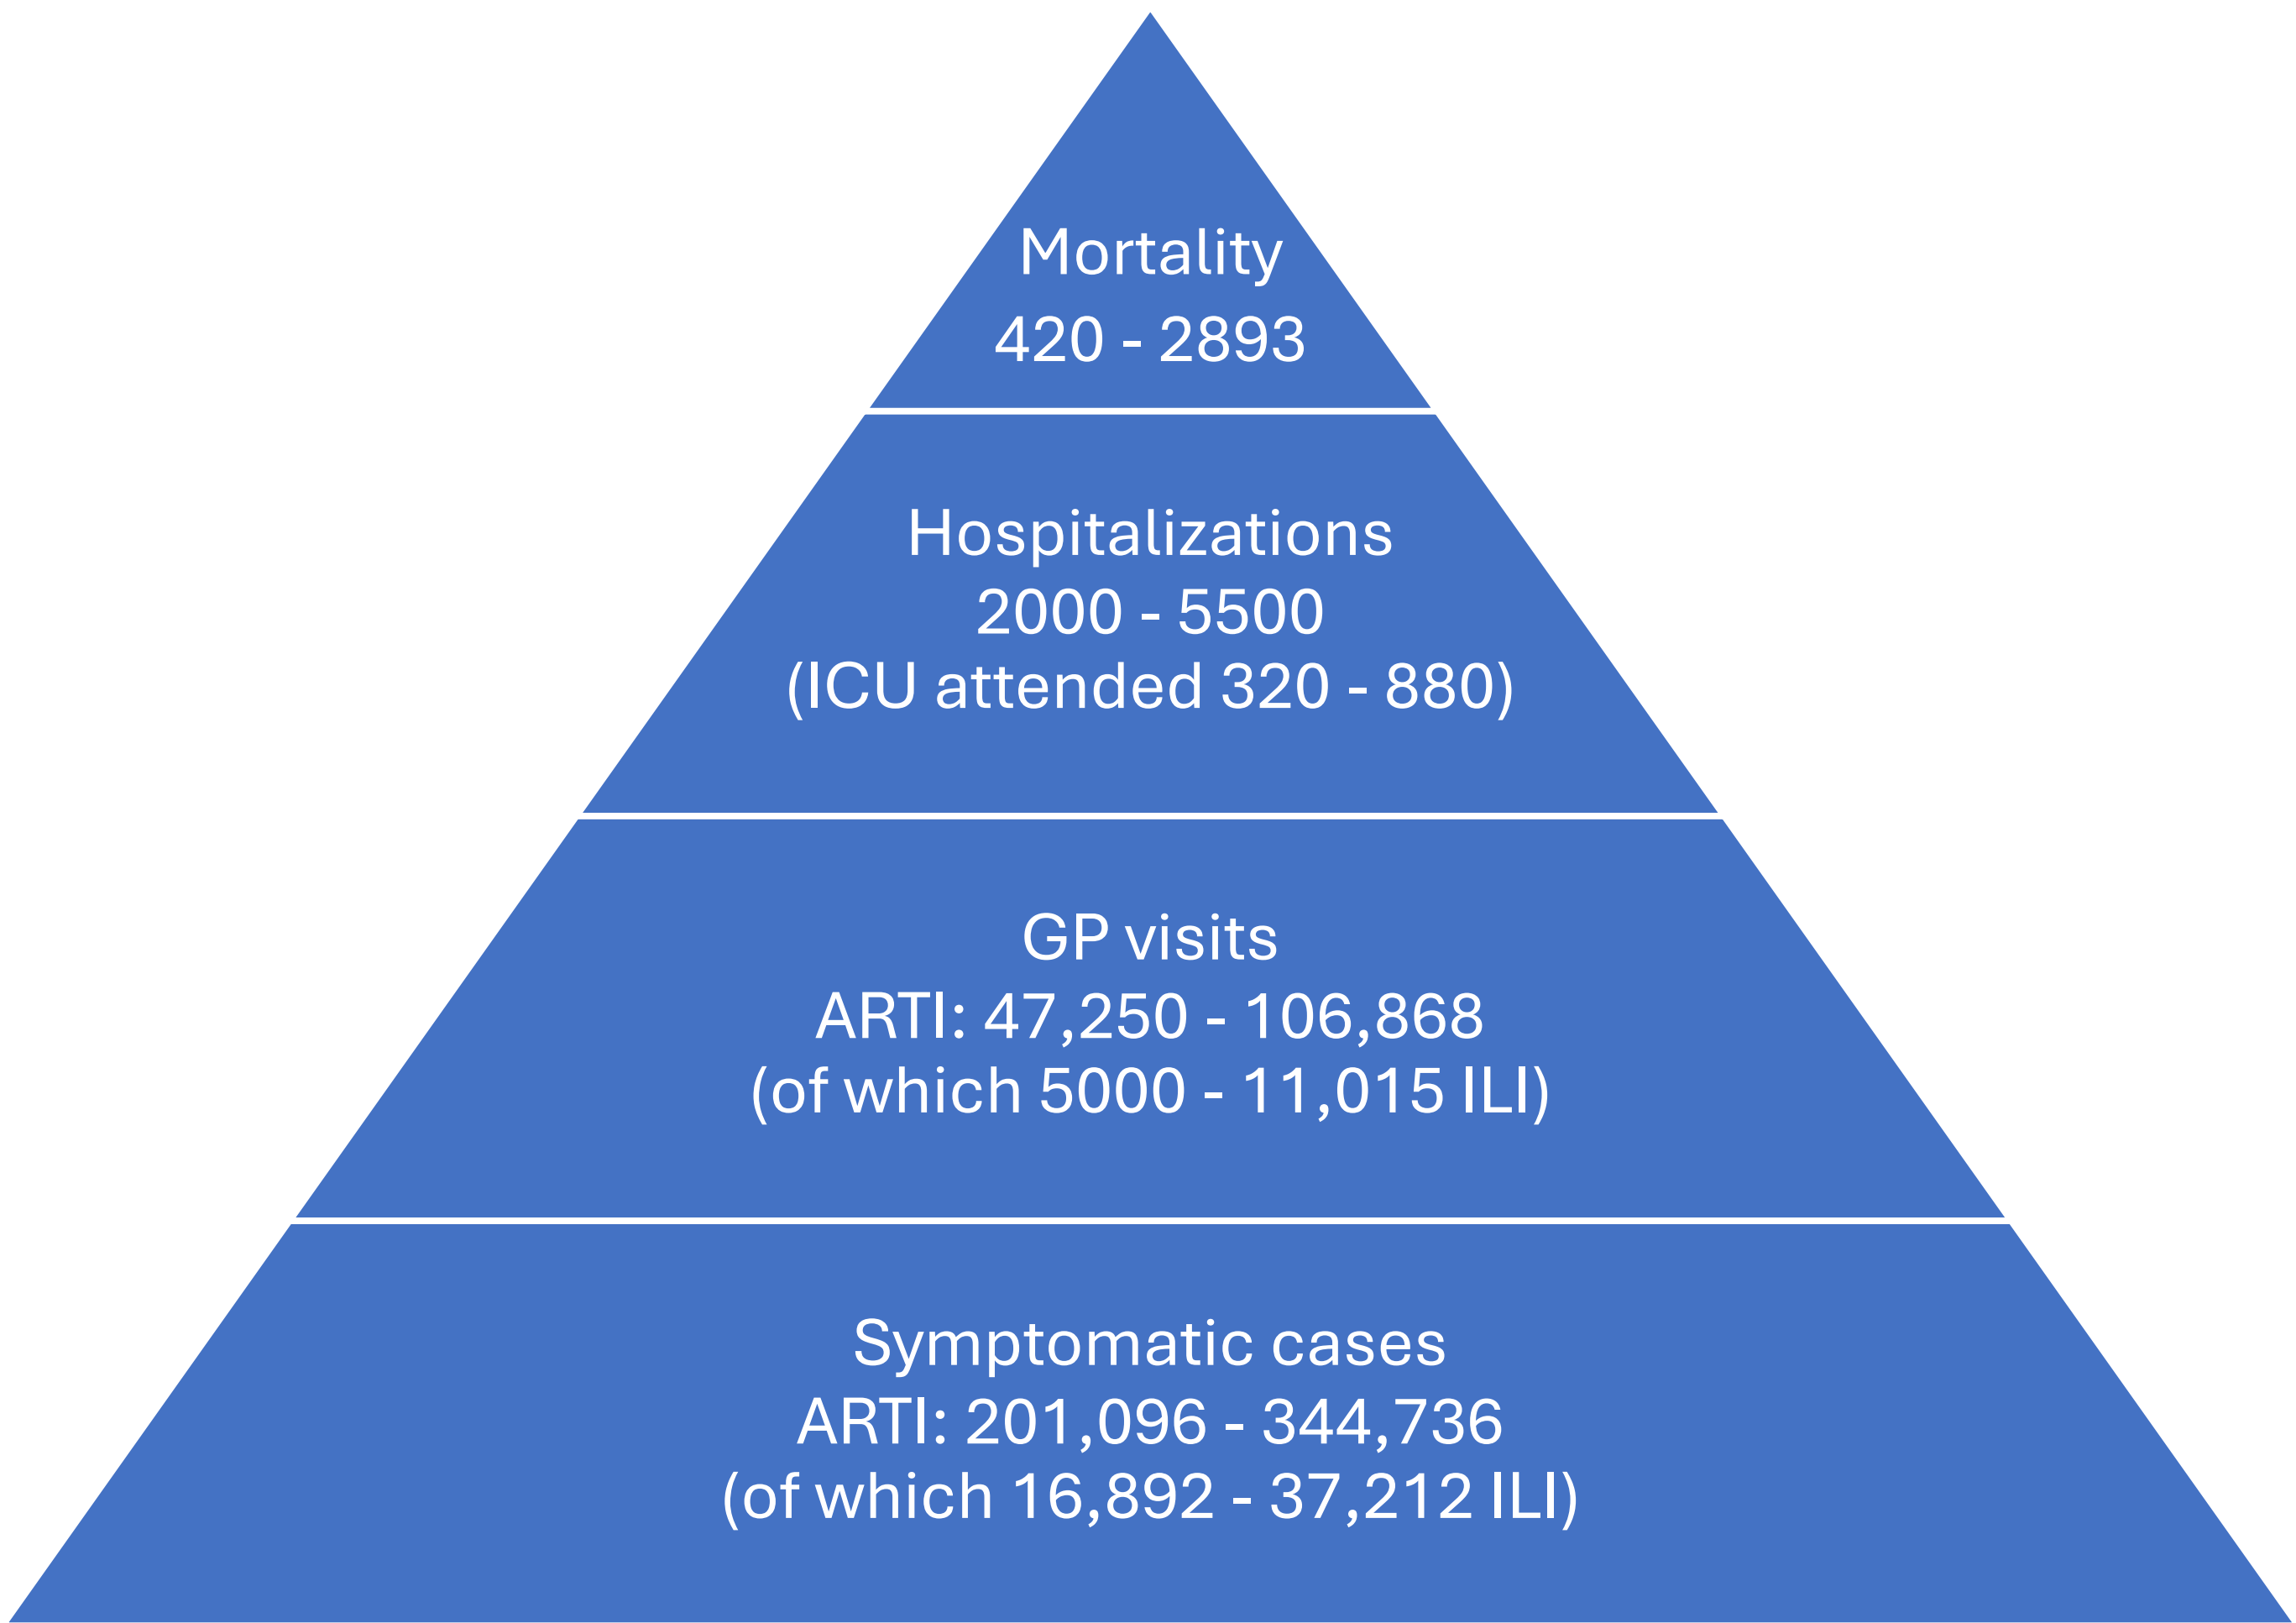 Mortality
420 - 2893
Hospitalizations
2000 - 5500
(ICU attended 320 - 880)
GP visits
ARTI: 47,250 - 106,868
(of which 5000 - 11,015 ILI)
Symptomatic cases
ARTI: 201,096 - 344,736
(of which 16,892 - 37,212 ILI)